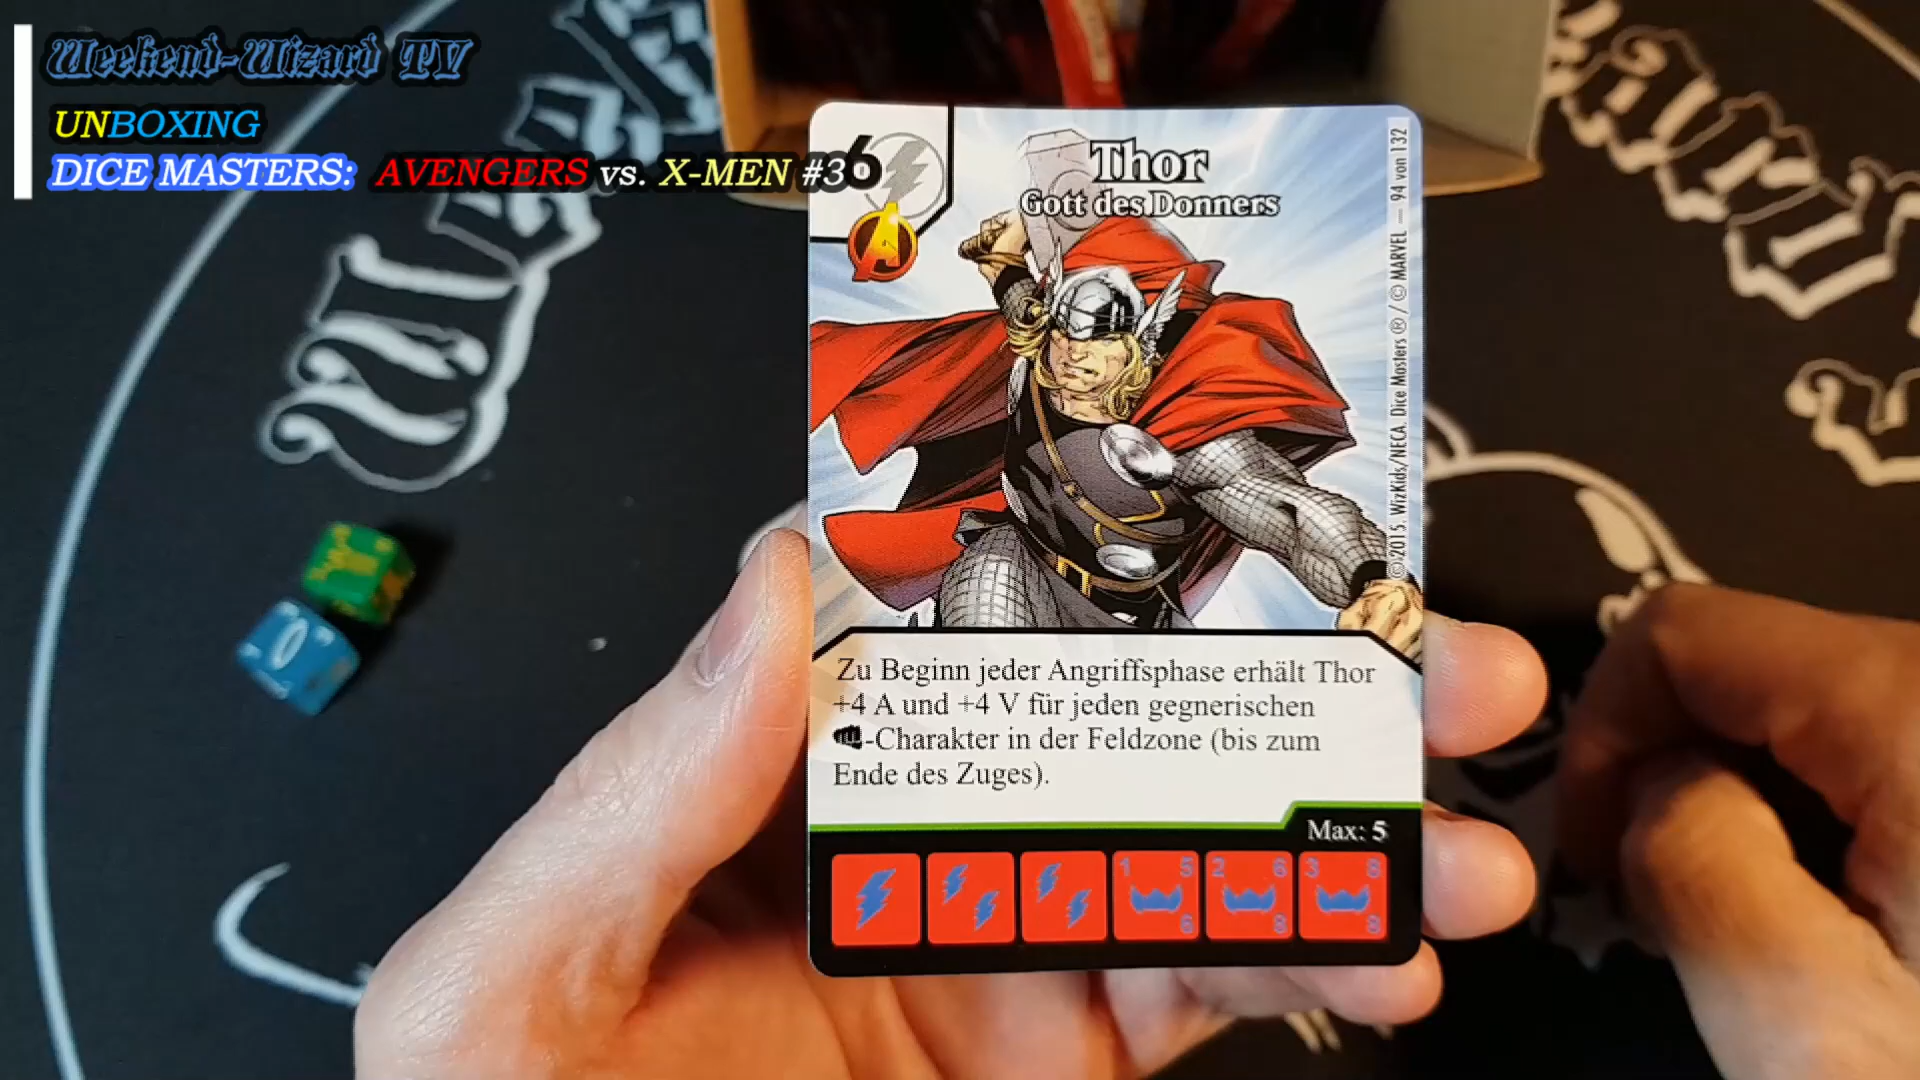 Weekend-Wizard TV
UNBOXING
DICE MASTERS: AVENGERS vs. X-MEN #3
6
Thor
Gott des Donners
©2015. WizKids/NECA. Dice Masters ® / © MARVEL — 94 von 132
Zu Beginn jeder Angriffsphase erhält Thor
+4 A und +4 V für jeden gegnerischen
-Charakter in der Feldzone (bis zum
Ende des Zuges).
Max: 5
1 5 6
2 6 8
3 8 8